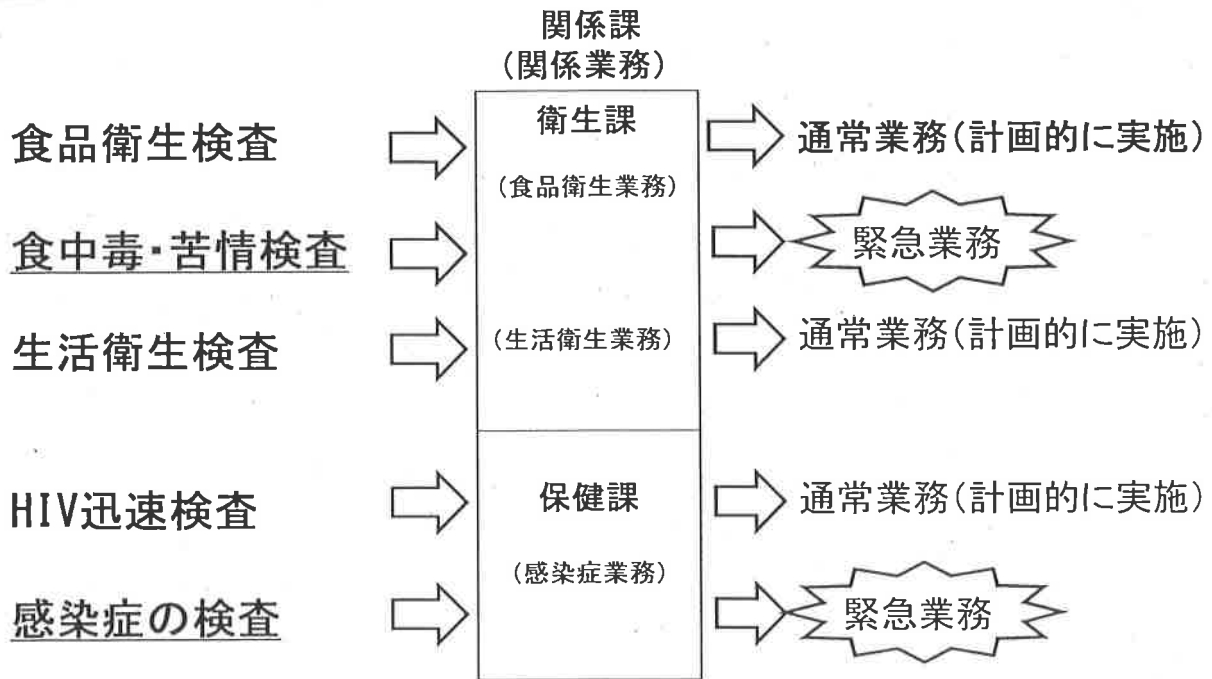 関係課
(関係業務)
食品衛生検査
衛生課
通常業務(計画的に実施)
(食品衛生業務)
食中毒・苦情検査
緊急業務
生活衛生検査
(生活衛生業務)
通常業務(計画的に実施)
HIV迅速検査
保健課
通常業務(計画的に実施)
(感染症業務)
感染症の検査
緊急業務